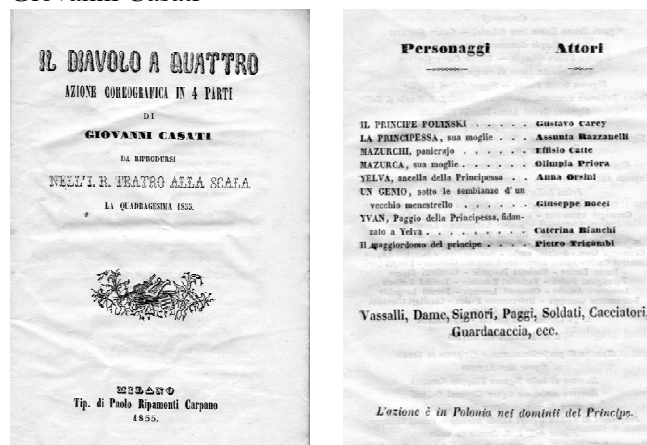 Giovanni Casati
IL DIAVOLO A QUATTRO
AZIONE COREOGRAFICA IN 4 PARTI
DI
GIOVANNI CASATI
DA RIPRODURSI
NELL'I. R. TEATRO ALLA SCALA
LA QUADRAGESIMA 1855.
MILANO
Tip. di Paolo Ripamonti Carpano
1855.
Personaggi Attori
IL PRINCIPE POLINSKI . . . . . Gustavo Carey
LA PRINCIPESSA, sua moglie . . . Assunta Razzanelli
MAZURCHI, panierajo . . . . . . Effisio Catte
MAZURCA, sua moglie . . . . . . Olimpia Priora
YELVA, ancella della Principessa . . Anna Orsini
UN GENIO, sotto le sembianze d' un
vecchio menestrello . . . . . . Giuseppe Bocci
YVAN, Paggio della Principessa, fidan-
zato a Yelva . . . . . . . . . Caterina Bianchi
Il maggiordomo del principe . . . . Pietro Trigambi
Vassalli, Dame, Signori, Paggi, Soldati, Cacciatori,
Guardacaccia, ecc.
L'azione è in Polonia nei dominii del Principe.